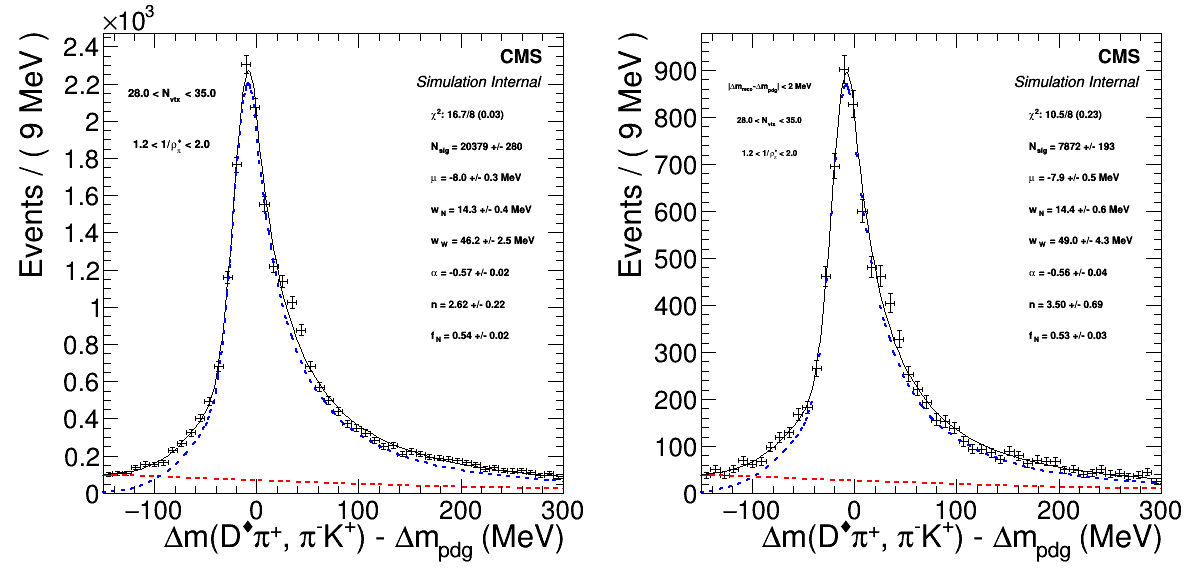 ×10³
CMS
Simulation Internal
28.0 < N_vtx < 35.0
1.2 < 1/ρ_π^♦ < 2.0
χ²: 16.7/8 (0.03)
N_sig = 20379 +/- 280
μ = -8.0 +/- 0.3 MeV
w_N = 14.3 +/- 0.4 MeV
w_W = 46.2 +/- 2.5 MeV
α = -0.57 +/- 0.02
n = 2.62 +/- 0.22
f_N = 0.54 +/- 0.02
Events / ( 9 MeV )
2.4
2.2
2
1.8
1.6
1.4
1.2
1
0.8
0.6
0.4
0.2
0
−100 0 100 200 300
Δm(D^♦π⁺, π⁻K⁺) - Δm_pdg (MeV)
CMS
Simulation Internal
|Δm_reco-Δm_pdg| < 2 MeV
28.0 < N_vtx < 35.0
1.2 < 1/ρ_π^♦ < 2.0
χ²: 10.5/8 (0.23)
N_sig = 7872 +/- 193
μ = -7.9 +/- 0.5 MeV
w_N = 14.4 +/- 0.6 MeV
w_W = 49.0 +/- 4.3 MeV
α = -0.56 +/- 0.04
n = 3.50 +/- 0.69
f_N = 0.53 +/- 0.03
Events / ( 9 MeV )
900
800
700
600
500
400
300
200
100
0
−100 0 100 200 300
Δm(D^♦π⁺, π⁻K⁺) - Δm_pdg (MeV)